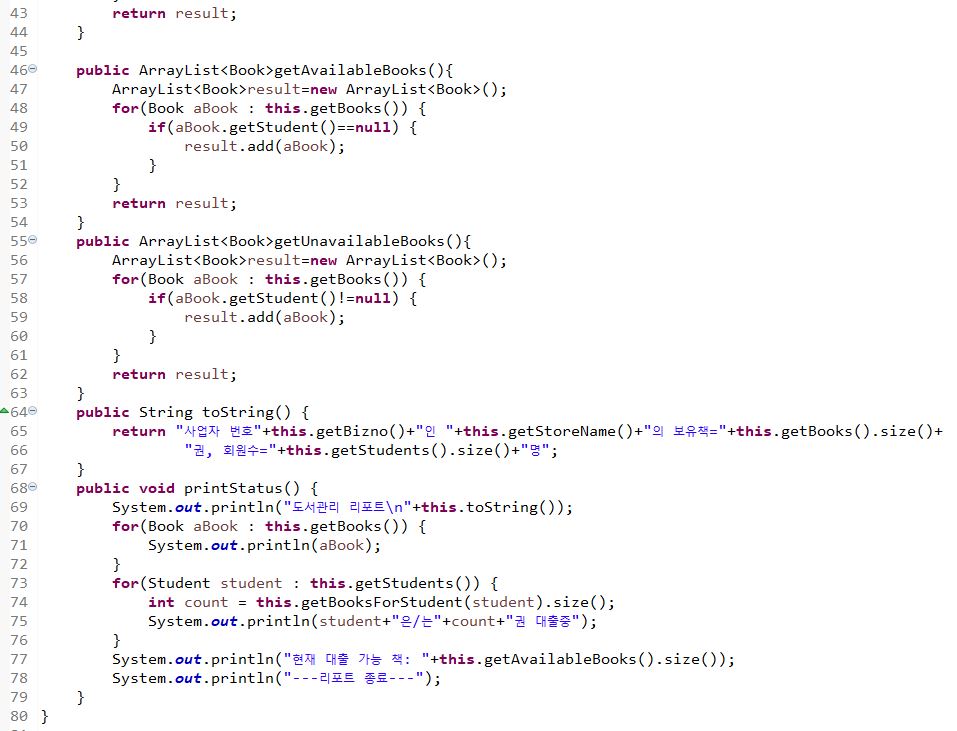 43 return result;
44 }
45
46 public ArrayList<Book>getAvailableBooks(){
47 ArrayList<Book>result=new ArrayList<Book>();
48 for(Book aBook : this.getBooks()) {
49 if(aBook.getStudent()==null) {
50 result.add(aBook);
51 }
52 }
53 return result;
54 }
55 public ArrayList<Book>getUnavailableBooks(){
56 ArrayList<Book>result=new ArrayList<Book>();
57 for(Book aBook : this.getBooks()) {
58 if(aBook.getStudent()!=null) {
59 result.add(aBook);
60 }
61 }
62 return result;
63 }
64 public String toString() {
65 return "사업자 번호"+this.getBizno()+"인 "+this.getStoreName()+"의 보유책="+this.getBooks().size()+
66 "권, 회원수="+this.getStudents().size()+"명";
67 }
68 public void printStatus() {
69 System.out.println("도서관리 리포트\n"+this.toString());
70 for(Book aBook : this.getBooks()) {
71 System.out.println(aBook);
72 }
73 for(Student student : this.getStudents()) {
74 int count = this.getBooksForStudent(student).size();
75 System.out.println(student+"은/는"+count+"권 대출중");
76 }
77 System.out.println("현재 대출 가능 책: "+this.getAvailableBooks().size());
78 System.out.println("---리포트 종료---");
79 }
80 }